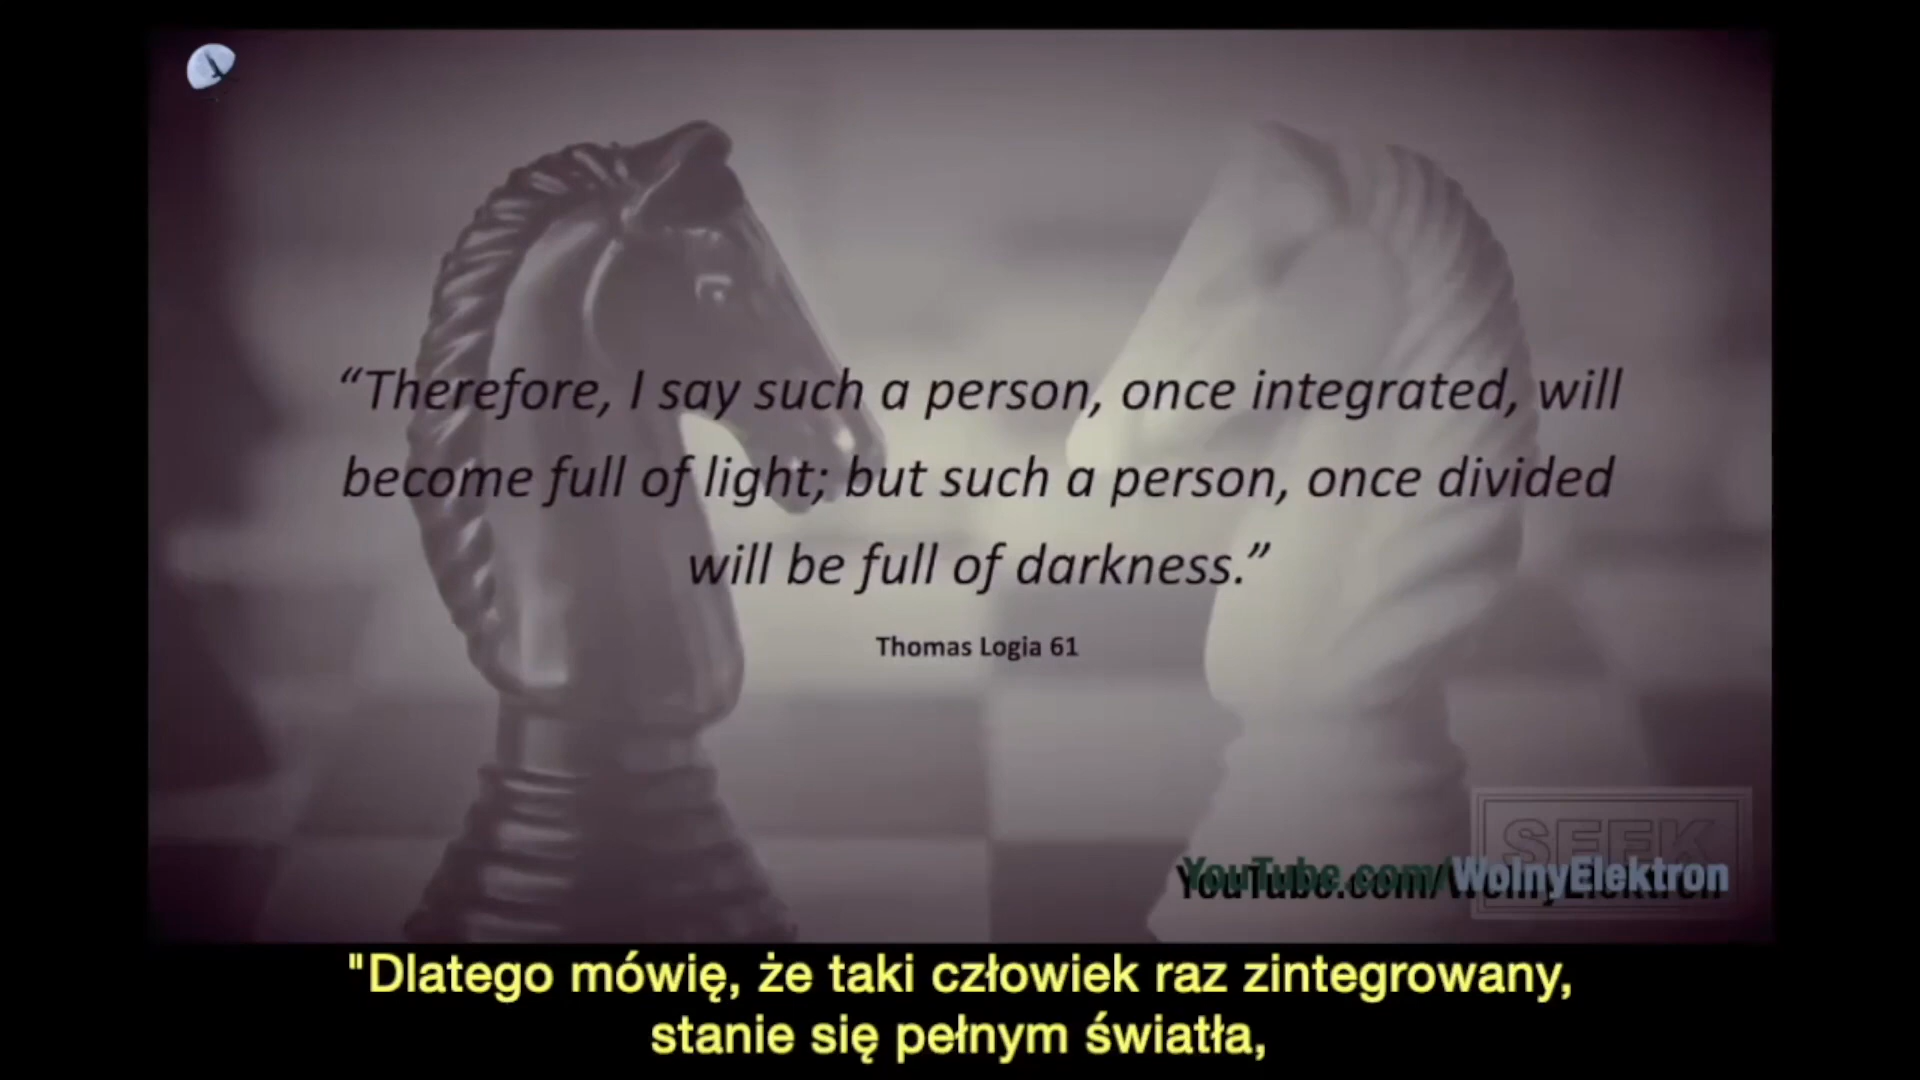 “Therefore, I say such a person, once integrated, will
become full of light; but such a person, once divided
will be full of darkness.”
Thomas Logia 61
SEEK
YouTube.com/WolnyElektron
"Dlatego mówię, że taki człowiek raz zintegrowany,
stanie się pełnym światła,